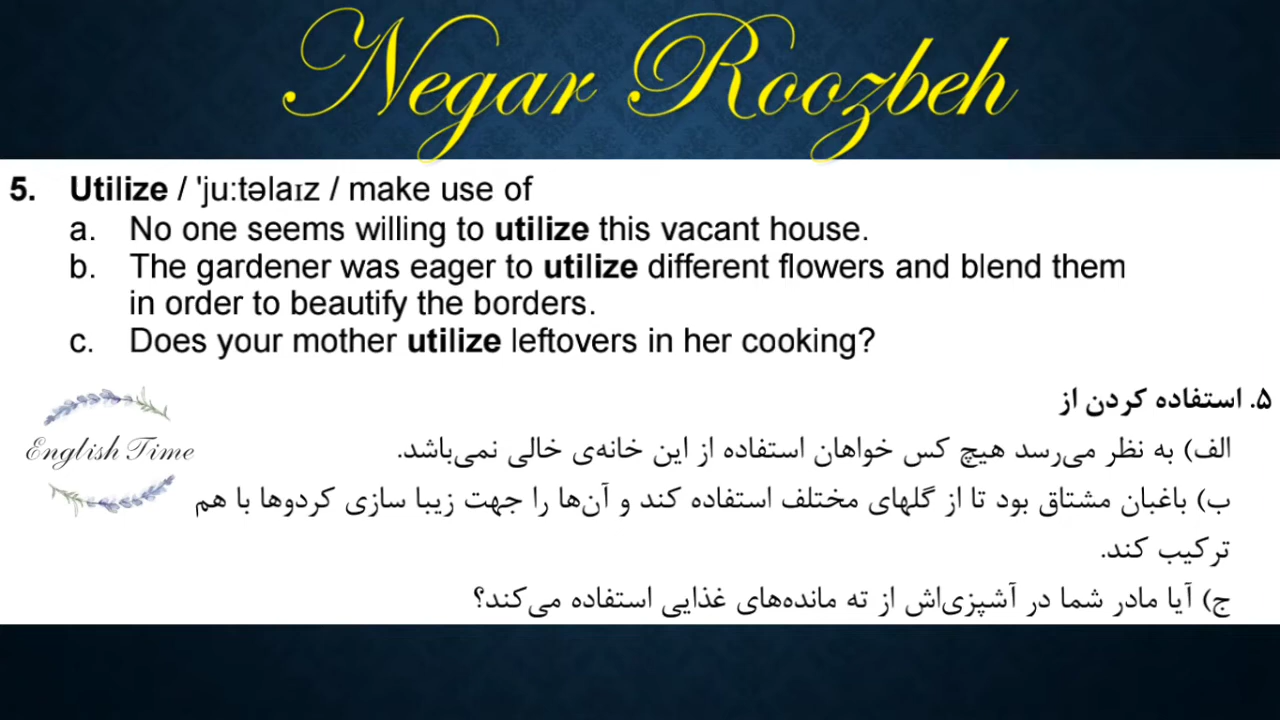 Negar Roozbeh
5. Utilize / 'ju:təlaɪz / make use of
a. No one seems willing to utilize this vacant house.
b. The gardener was eager to utilize different flowers and blend them
in order to beautify the borders.
c. Does your mother utilize leftovers in her cooking?
۵. استفاده کردن از
الف) به نظر می‌رسد هیچ کس خواهان استفاده از این خانه‌ی خالی نمی‌باشد.
English Time
ب) باغبان مشتاق بود تا از گلهای مختلف استفاده کند و آن‌ها را جهت زیبا سازی کردوها با هم
ترکیب کند.
ج) آیا مادر شما در آشپزی‌اش از ته مانده‌های غذایی استفاده می‌کند؟